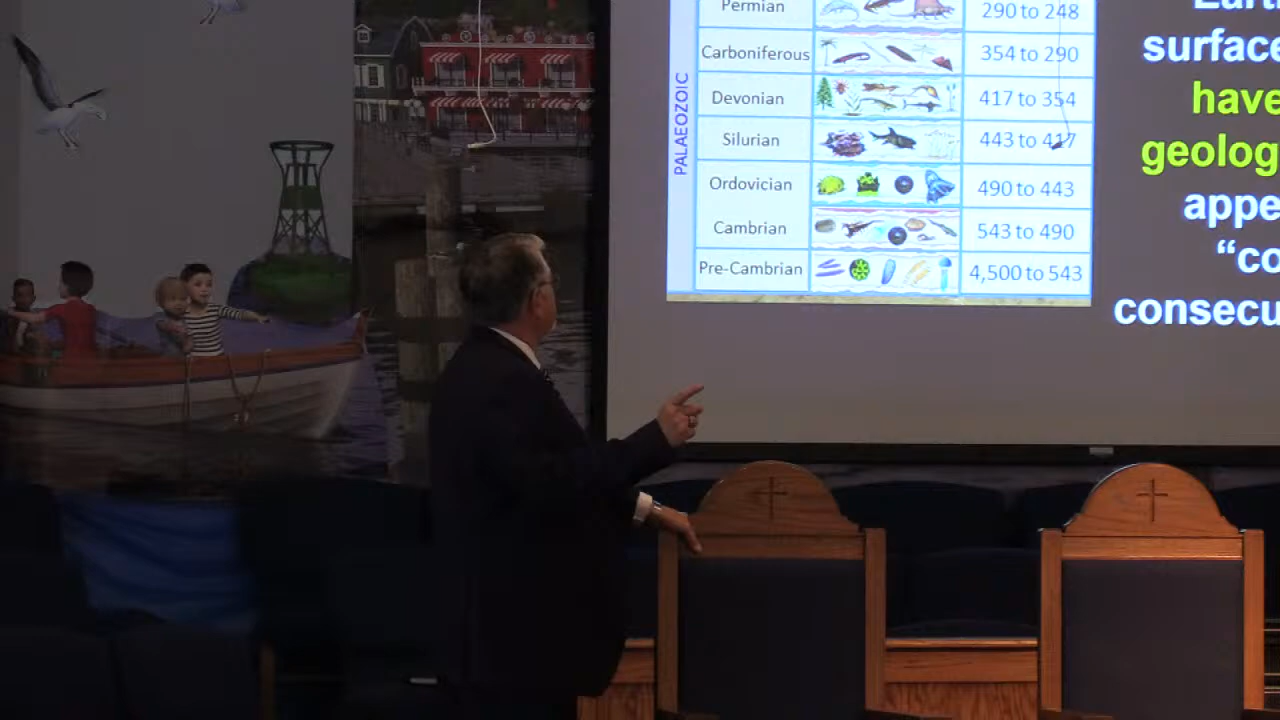 Permian 290 to 248
Carboniferous 354 to 290
Devonian 417 to 354
Silurian 443 to 417
Ordovician 490 to 443
Cambrian 543 to 490
Pre-Cambrian 4,500 to 543
PALAEOZOIC
surface
have
geolog
appe
“co
consecu